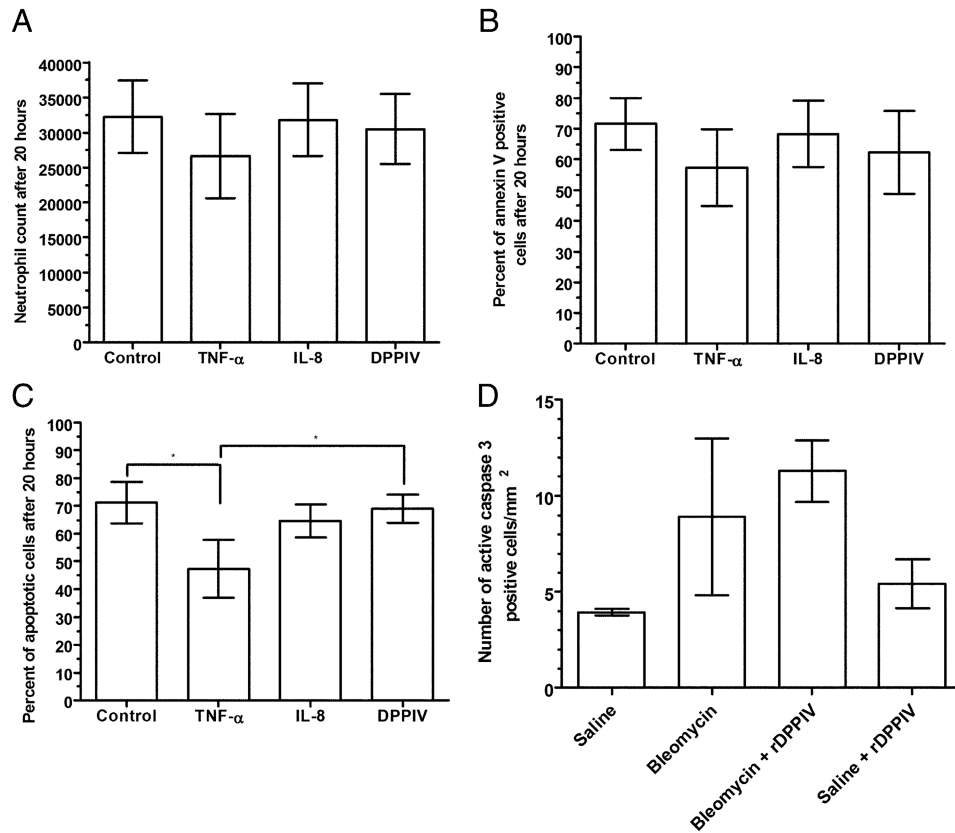 A
Neutrophil count after 20 hours
40000
35000
30000
25000
20000
15000
10000
5000
0
Control TNF-α IL-8 DPPIV
B
Percent of annexin V positive
cells after 20 hours
100
90
80
70
60
50
40
30
20
10
0
Control TNF-α IL-8 DPPIV
C
Percent of apoptotic cells after 20 hours
100
90
80
70
60
50
40
30
20
10
0
*
*
Control TNF-α IL-8 DPPIV
D
Number of active caspase 3
positive cells/mm 2
15
10
5
0
Saline
Bleomycin
Bleomycin + rDPPIV
Saline + rDPPIV